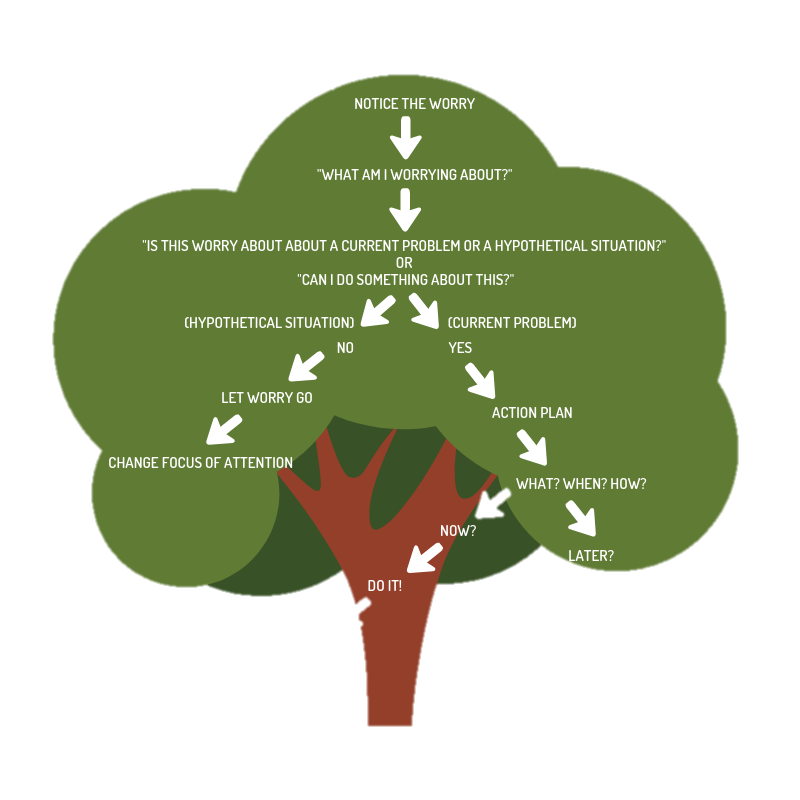 NOTICE THE WORRY
"WHAT AM I WORRYING ABOUT?"
"IS THIS WORRY ABOUT ABOUT A CURRENT PROBLEM OR A HYPOTHETICAL SITUATION?"
OR
"CAN I DO SOMETHING ABOUT THIS?"
(HYPOTHETICAL SITUATION)
(CURRENT PROBLEM)
NO
YES
LET WORRY GO
ACTION PLAN
CHANGE FOCUS OF ATTENTION
WHAT? WHEN? HOW?
NOW?
LATER?
DO IT!